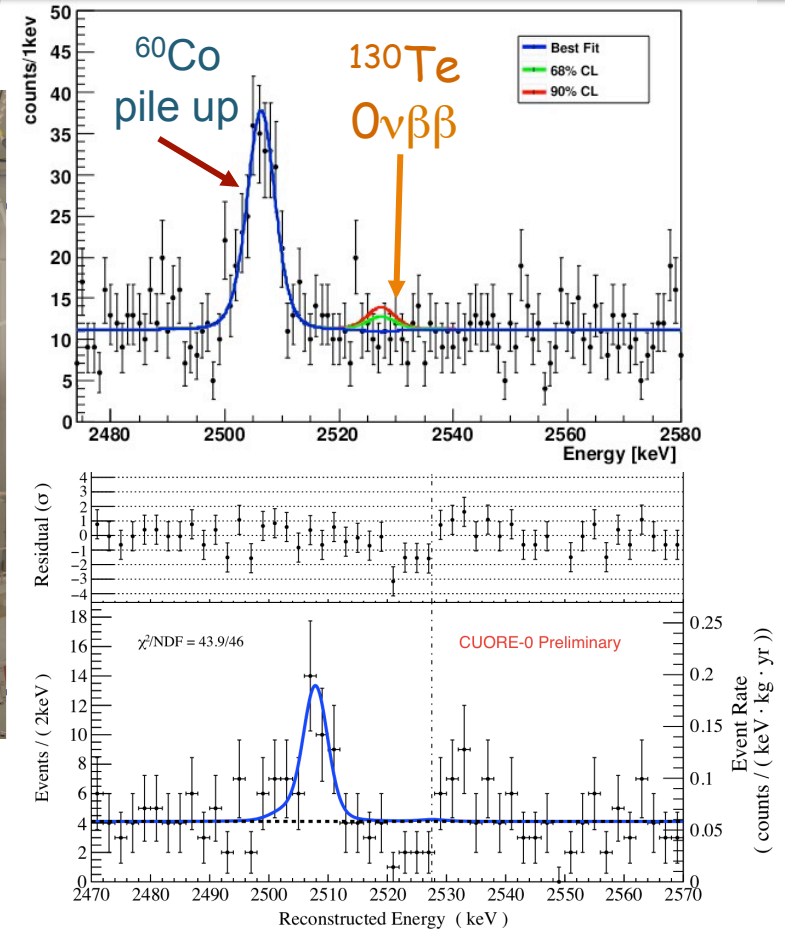 counts/1kev
50
45
40
35
30
25
20
15
10
5
0
⁶⁰Co
pile up
¹³⁰Te
0νββ
Best Fit
68% CL
90% CL
2480 2500 2520 2540 2560 2580
Energy [keV]
Residual (σ)
4
3
2
1
0
−1
−2
−3
−4
Events / ( 2keV )
18
16
14
12
10
8
6
4
2
0
χ²/NDF = 43.9/46
CUORE-0 Preliminary
0.25
0.2
0.15
0.1
0.05
0
Event Rate
( counts / ( keV · kg · yr ))
2470 2480 2490 2500 2510 2520 2530 2540 2550 2560 2570
Reconstructed Energy ( keV )